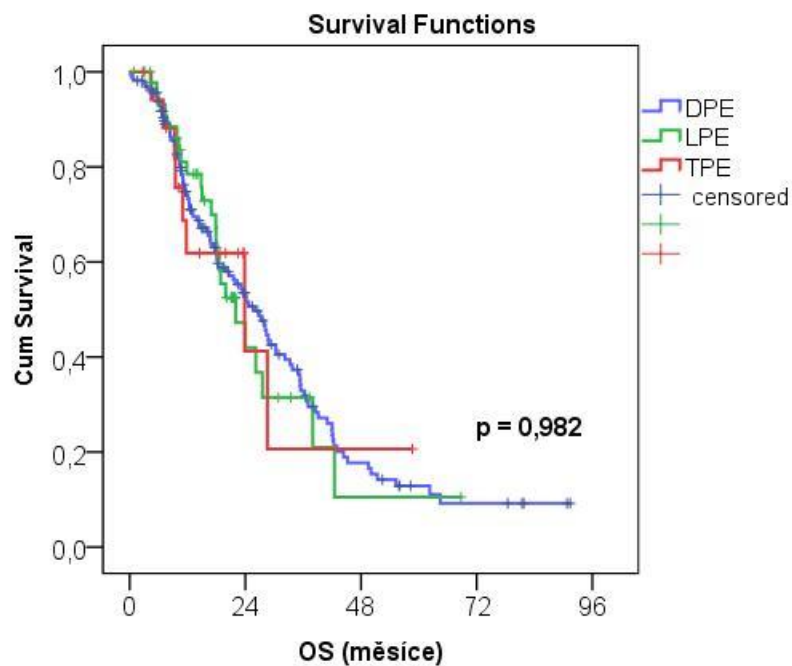 Survival Functions
1,0
0,8
0,6
0,4
0,2
0,0
Cum Survival
DPE
LPE
TPE
censored
p = 0,982
0 24 48 72 96
OS (měsíce)